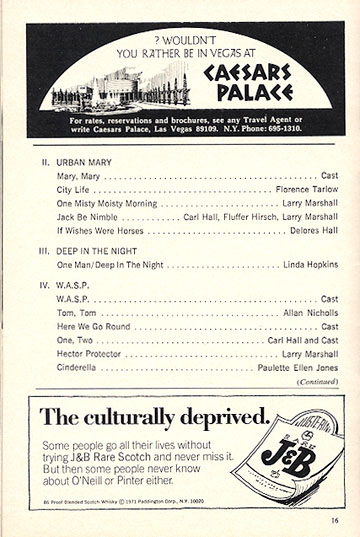 ? WOULDN'T
YOU RATHER BE IN VEGAS AT
CAESARS
PALACE
For rates, reservations and brochures, see any Travel Agent or
write Caesars Palace, Las Vegas 89109. N.Y. Phone: 695-1310.
II. URBAN MARY
Mary, Mary . . . . . . . . . . Cast
City Life . . . . . . . . . . Florence Tarlow
One Misty Moisty Morning . . . . . . . . . . Larry Marshall
Jack Be Nimble . . . . . . . . . . Carl Hall, Fluffer Hirsch, Larry Marshall
If Wishes Were Horses . . . . . . . . . . Delores Hall
III. DEEP IN THE NIGHT
One Man/Deep In The Night . . . . . . . . . . Linda Hopkins
IV. W.A.S.P.
W.A.S.P. . . . . . . . . . . Cast
Tom, Tom . . . . . . . . . . Allan Nicholls
Here We Go Round . . . . . . . . . . Cast
One, Two . . . . . . . . . . Carl Hall and Cast
Hector Protector . . . . . . . . . . Larry Marshall
Cinderella . . . . . . . . . . Paulette Ellen Jones
(Continued)
The culturally deprived.
Some people go all their lives without
trying J&B Rare Scotch and never miss it.
But then some people never know
about O'Neill or Pinter either.
86 Proof Blended Scotch Whisky © 1971 Paddington Corp., N.Y. 10020
J&B
16